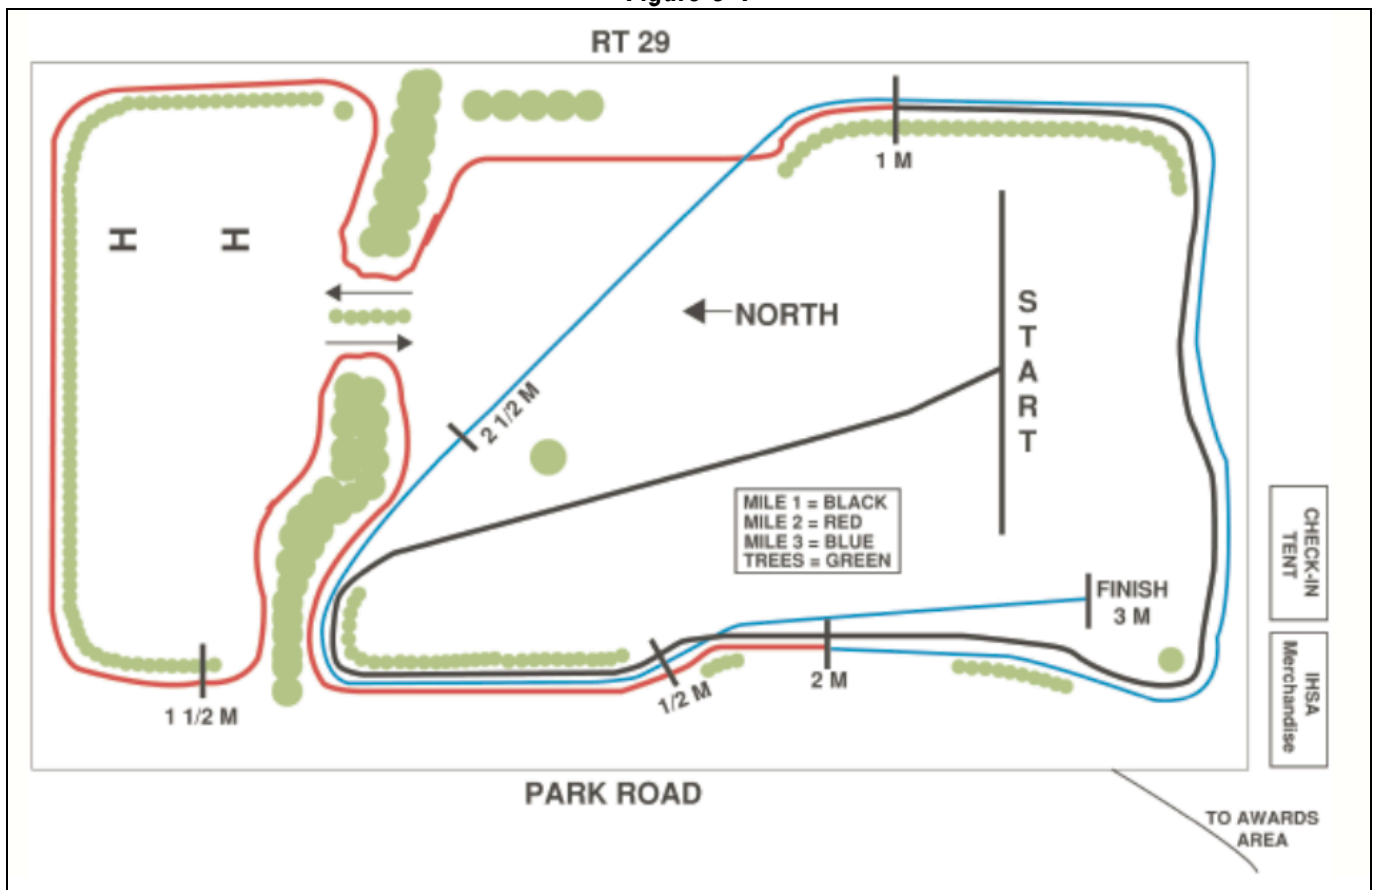 RT 29
1 M
H H
NORTH
START
2 1/2 M
MILE 1 = BLACK
MILE 2 = RED
MILE 3 = BLUE
TREES = GREEN
CHECK-IN
TENT
FINISH
3 M
IHSA
Merchandise
1/2 M
2 M
1 1/2 M
PARK ROAD
TO AWARDS
AREA